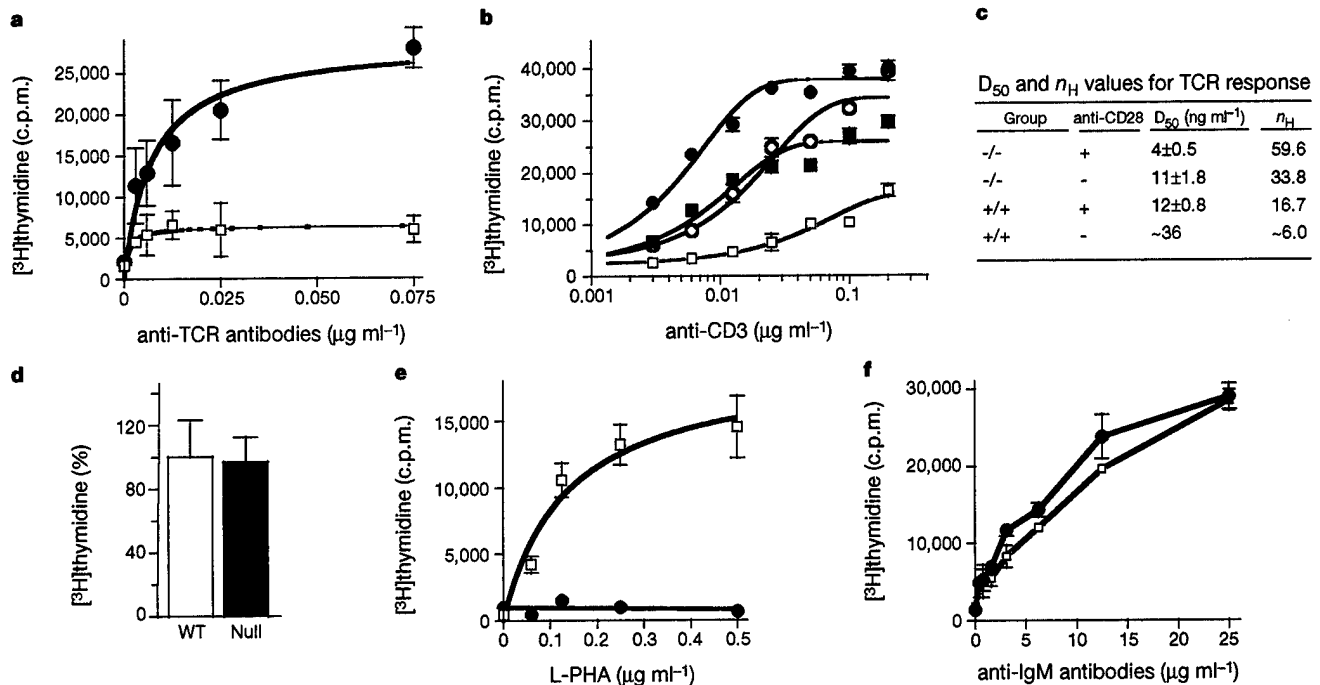 a
[³H]thymidine (c.p.m.)
25,000
20,000
15,000
10,000
5,000
0
0 0.025 0.050 0.075
anti-TCR antibodies (μg ml⁻¹)
b
[³H]thymidine (c.p.m.)
40,000
30,000
20,000
10,000
0
0.001 0.01 0.1
anti-CD3 (μg ml⁻¹)
c
D₅₀ and n_H values for TCR response
Group anti-CD28 D₅₀ (ng ml⁻¹) n_H
-/- + 4±0.5 59.6
-/- - 11±1.8 33.8
+/+ + 12±0.8 16.7
+/+ - ~36 ~6.0
d
[³H]thymidine (%)
120
80
40
0
WT Null
e
[³H]thymidine (c.p.m.)
15,000
10,000
5,000
0
0 0.1 0.2 0.3 0.4 0.5
L-PHA (μg ml⁻¹)
f
[³H]thymidine (c.p.m.)
30,000
20,000
10,000
0
0 5 10 15 20 25
anti-IgM antibodies (μg ml⁻¹)